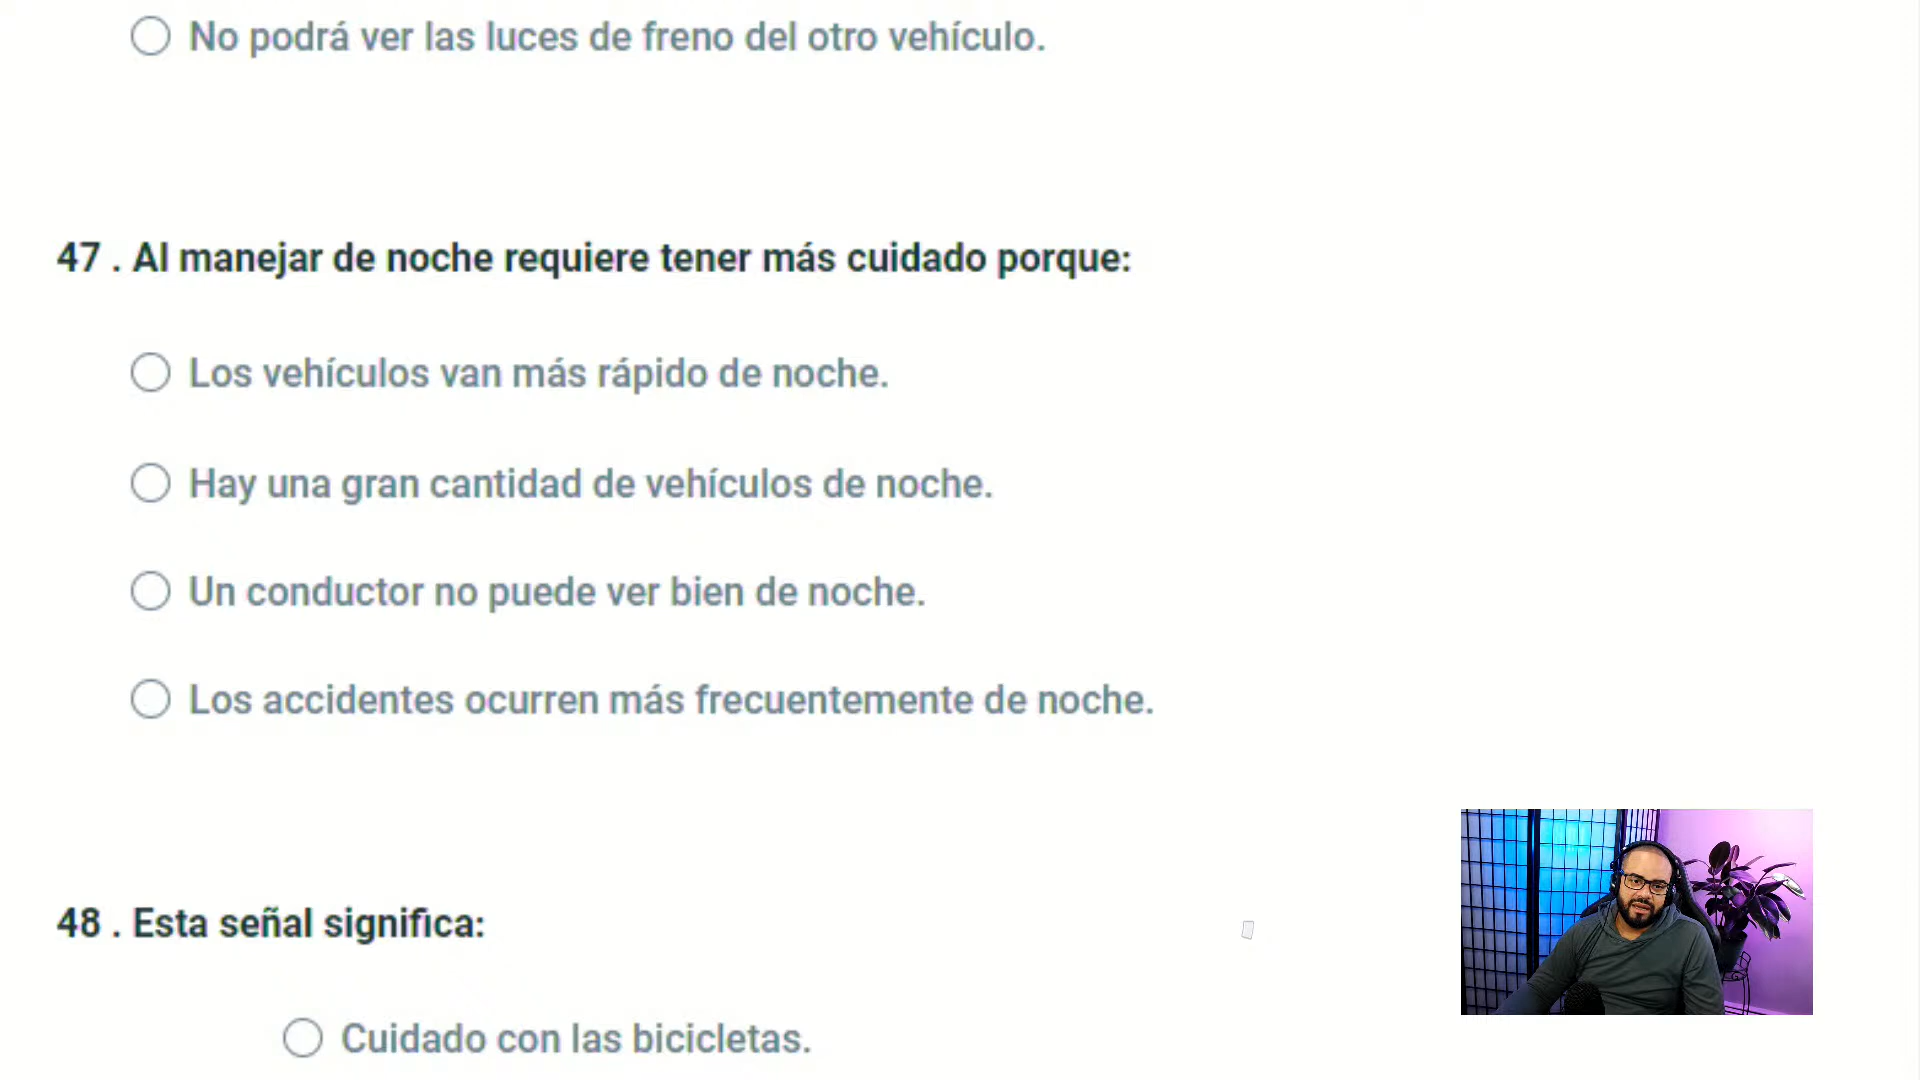 No podrá ver las luces de freno del otro vehículo.
47 . Al manejar de noche requiere tener más cuidado porque:
Los vehículos van más rápido de noche.
Hay una gran cantidad de vehículos de noche.
Un conductor no puede ver bien de noche.
Los accidentes ocurren más frecuentemente de noche.
48 . Esta señal significa:
Cuidado con las bicicletas.